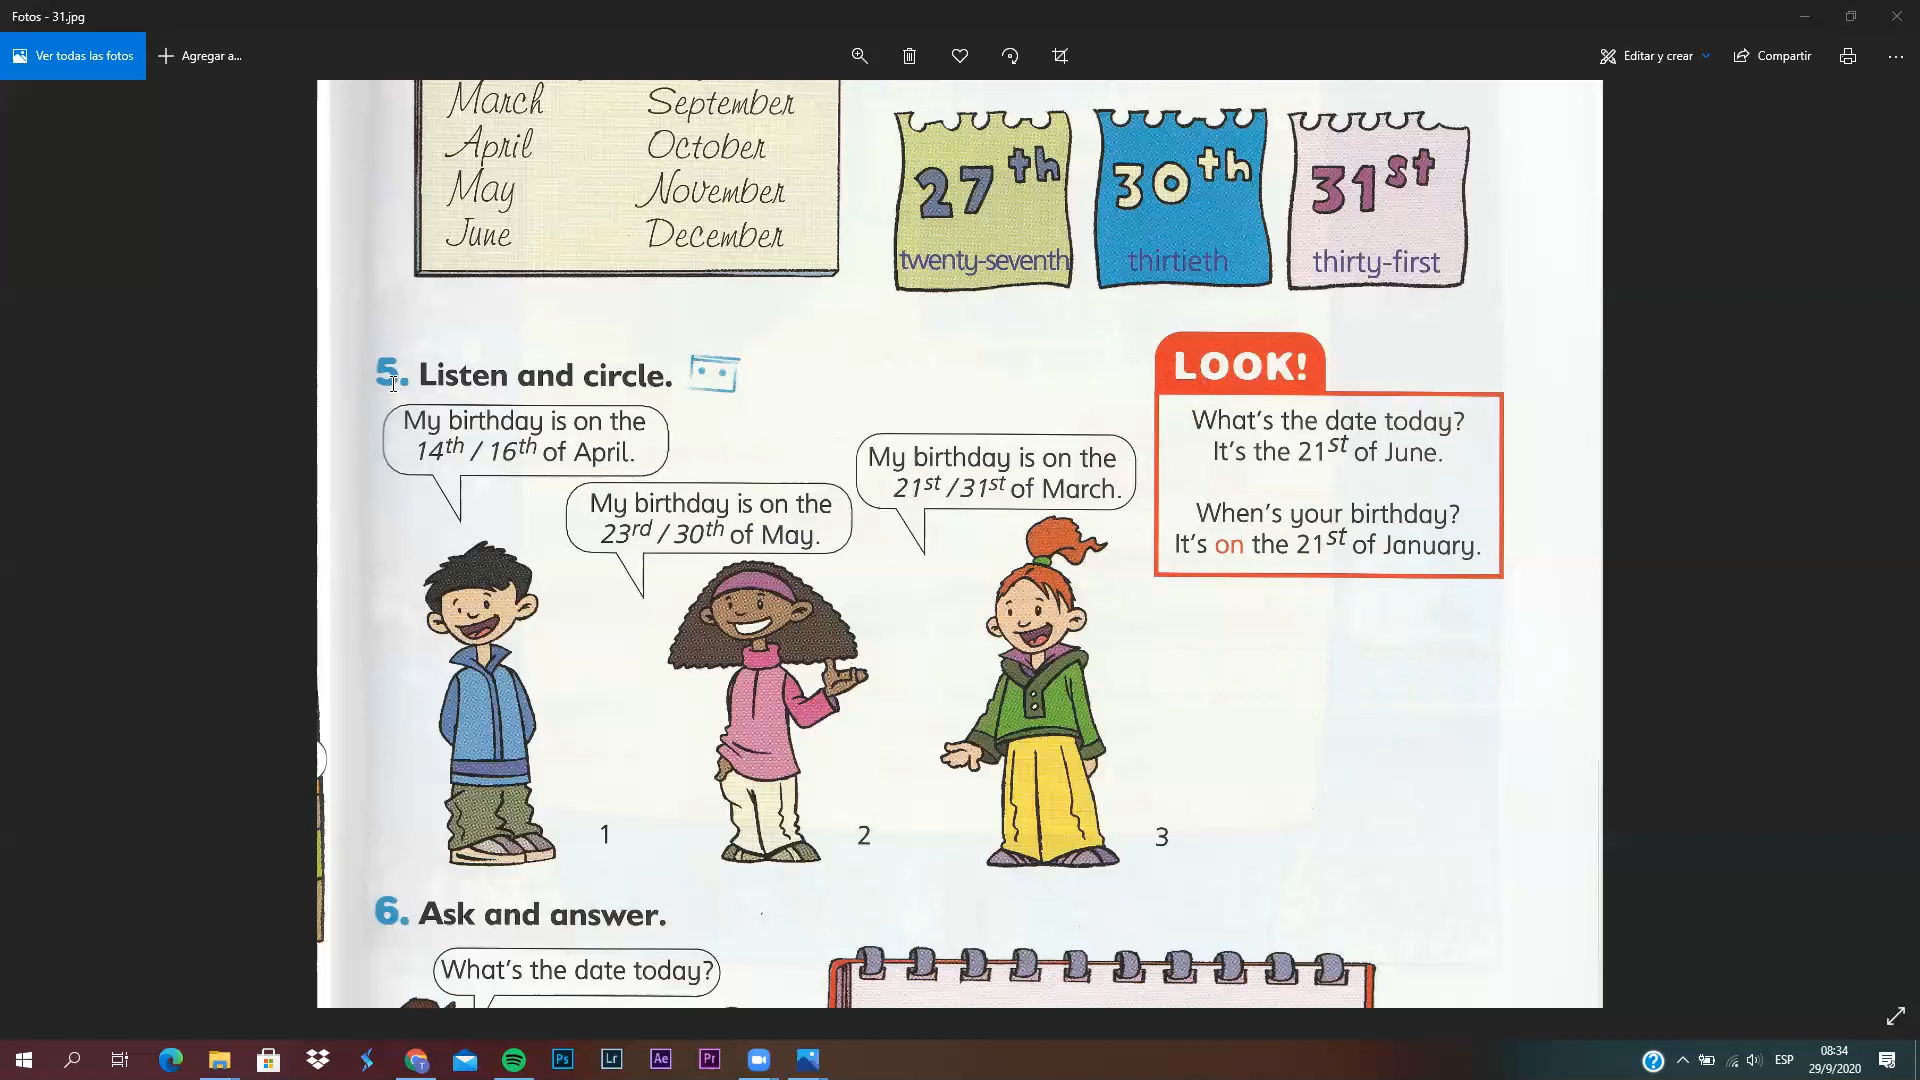 Fotos - 31.jpg
Ver todas las fotos
Agregar a...
Editar y crear
Compartir
March September
April October
May November
June December
27th
twenty-seventh
30th
thirtieth
31st
thirty-first
5. Listen and circle.
My birthday is on the
14th / 16th of April.
My birthday is on the
23rd / 30th of May.
My birthday is on the
21st / 31st of March.
LOOK!
What's the date today?
It's the 21st of June.
When's your birthday?
It's on the 21st of January.
1
2
3
6. Ask and answer.
What's the date today?
Ps
Lr
Ae
Pr
T
ESP
08:34
29/9/2020